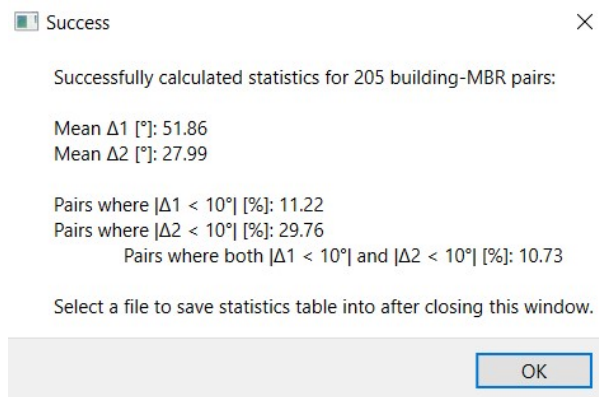 Success
Successfully calculated statistics for 205 building-MBR pairs:
Mean Δ1 [°]: 51.86
Mean Δ2 [°]: 27.99
Pairs where |Δ1 < 10°| [%]: 11.22
Pairs where |Δ2 < 10°| [%]: 29.76
Pairs where both |Δ1 < 10°| and |Δ2 < 10°| [%]: 10.73
Select a file to save statistics table into after closing this window.
OK